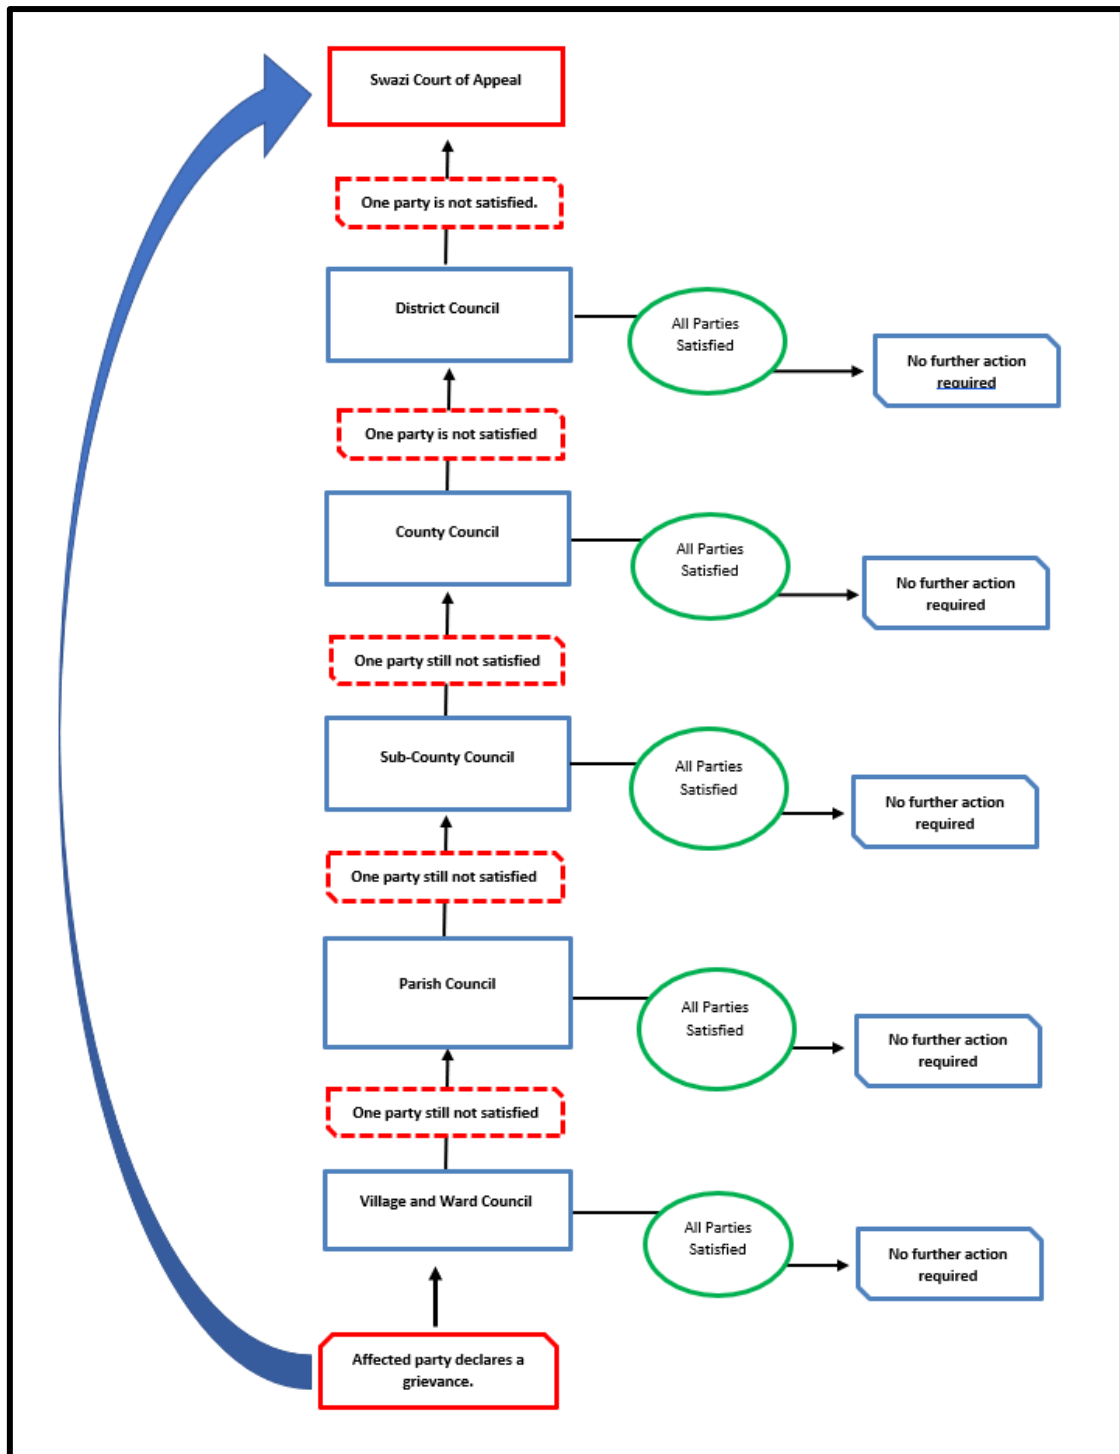 Swazi Court of Appeal
One party is not satisfied.
District Council
All Parties
Satisfied
No further action
required
One party is not satisfied
County Council
All Parties
Satisfied
No further action
required
One party still not satisfied
Sub-County Council
All Parties
Satisfied
No further action
required
One party still not satisfied
Parish Council
All Parties
Satisfied
No further action
required
One party still not satisfied
Village and Ward Council
All Parties
Satisfied
No further action
required
Affected party declares a
grievance.